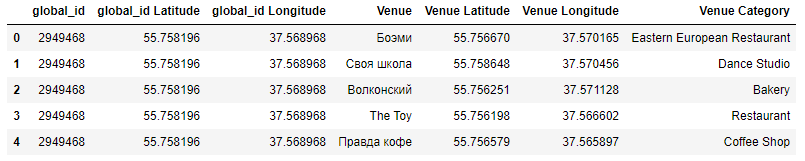 global_id global_id Latitude global_id Longitude Venue Venue Latitude Venue Longitude Venue Category
0 2949468 55.758196 37.568968 Боэми 55.756670 37.570165 Eastern European Restaurant
1 2949468 55.758196 37.568968 Своя школа 55.758648 37.570456 Dance Studio
2 2949468 55.758196 37.568968 Волконский 55.756251 37.571128 Bakery
3 2949468 55.758196 37.568968 The Toy 55.756198 37.566602 Restaurant
4 2949468 55.758196 37.568968 Правда кофе 55.756579 37.565897 Coffee Shop